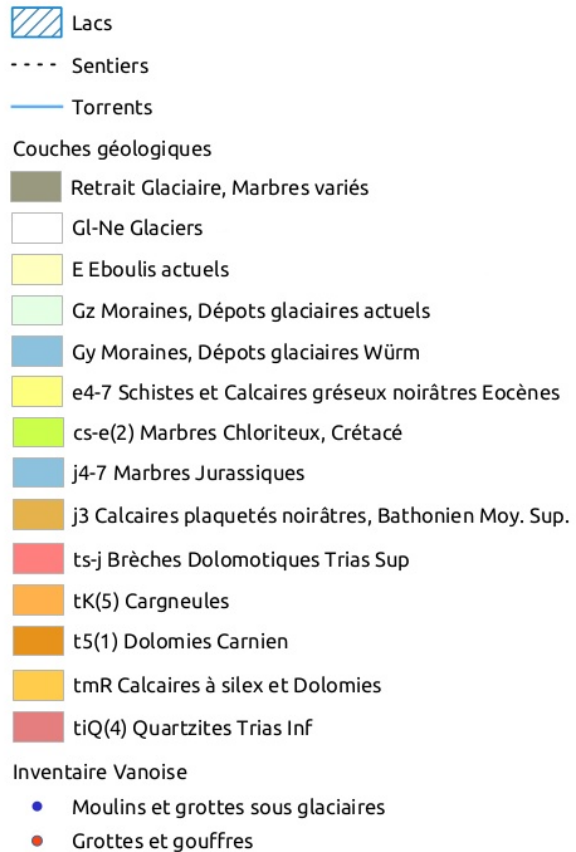 Lacs
Sentiers
Torrents
Couches géologiques
Retrait Glaciaire, Marbres variés
Gl-Ne Glaciers
E Eboulis actuels
Gz Moraines, Dépots glaciaires actuels
Gy Moraines, Dépots glaciaires Würm
e4-7 Schistes et Calcaires gréseux noirâtres Eocènes
cs-e(2) Marbres Chloriteux, Crétacé
j4-7 Marbres Jurassiques
j3 Calcaires plaquetés noirâtres, Bathonien Moy. Sup.
ts-j Brèches Dolomotiques Trias Sup
tK(5) Cargneules
t5(1) Dolomies Carnien
tmR Calcaires à silex et Dolomies
tiQ(4) Quartzites Trias Inf
Inventaire Vanoise
Moulins et grottes sous glaciaires
Grottes et gouffres